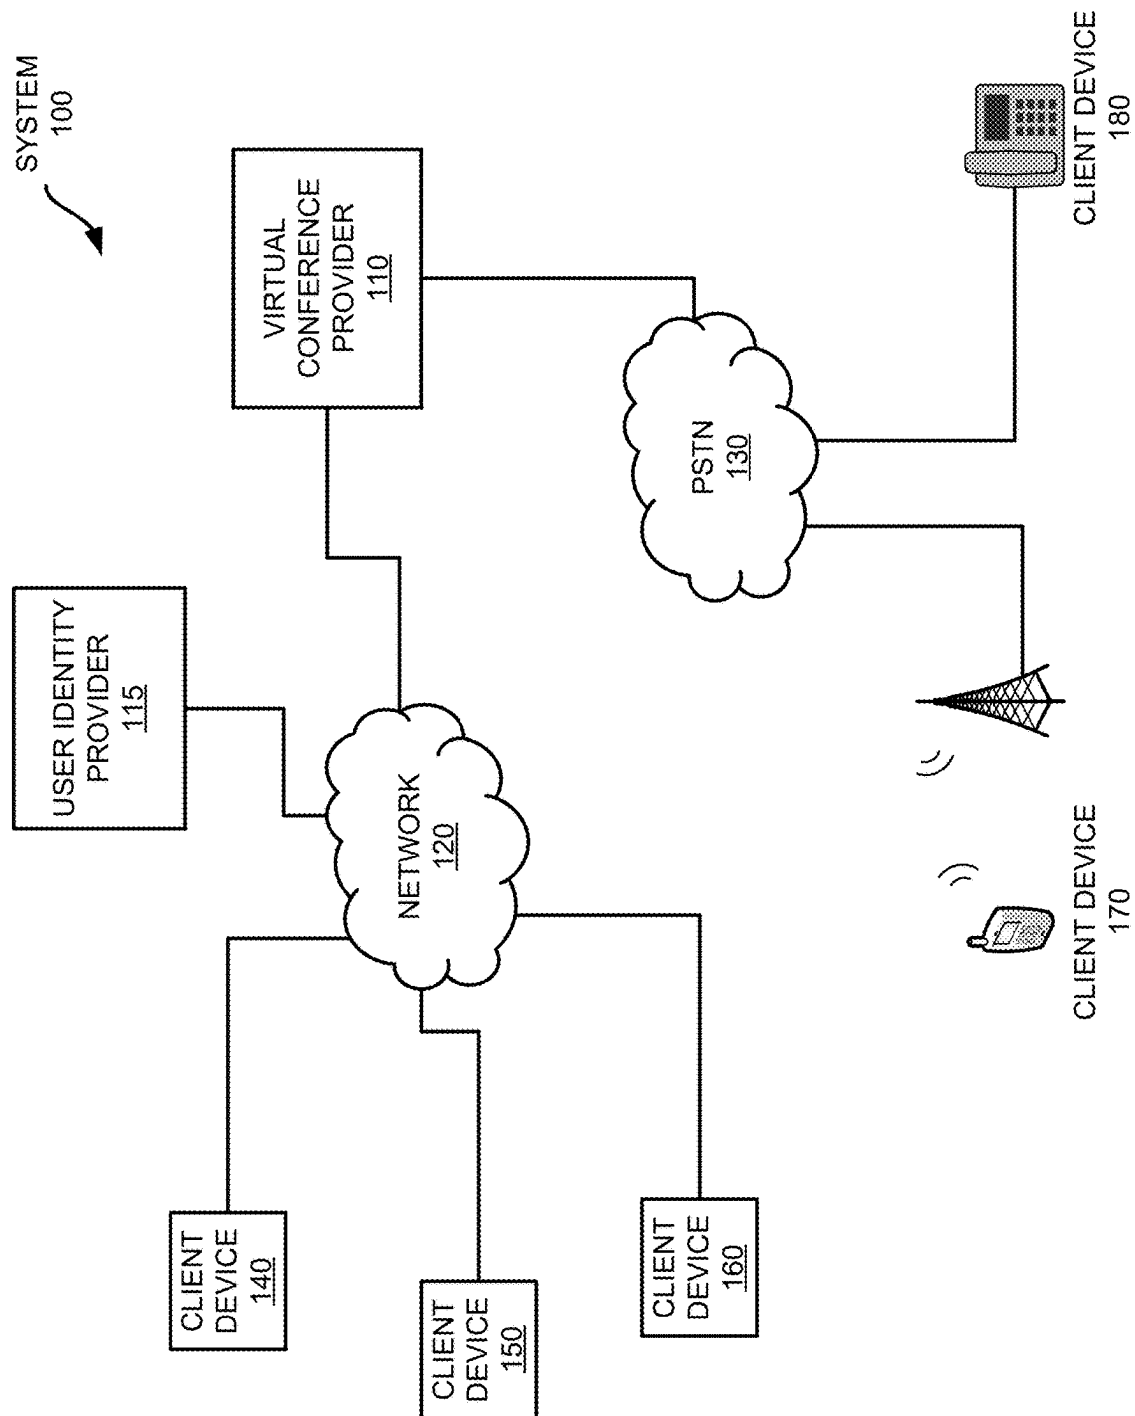 SYSTEM
100
USER IDENTITY
PROVIDER
115
VIRTUAL
CONFERENCE
PROVIDER
110
CLIENT
DEVICE
140
NETWORK
120
CLIENT
DEVICE
150
PSTN
130
CLIENT
DEVICE
160
CLIENT DEVICE
170
CLIENT DEVICE
180